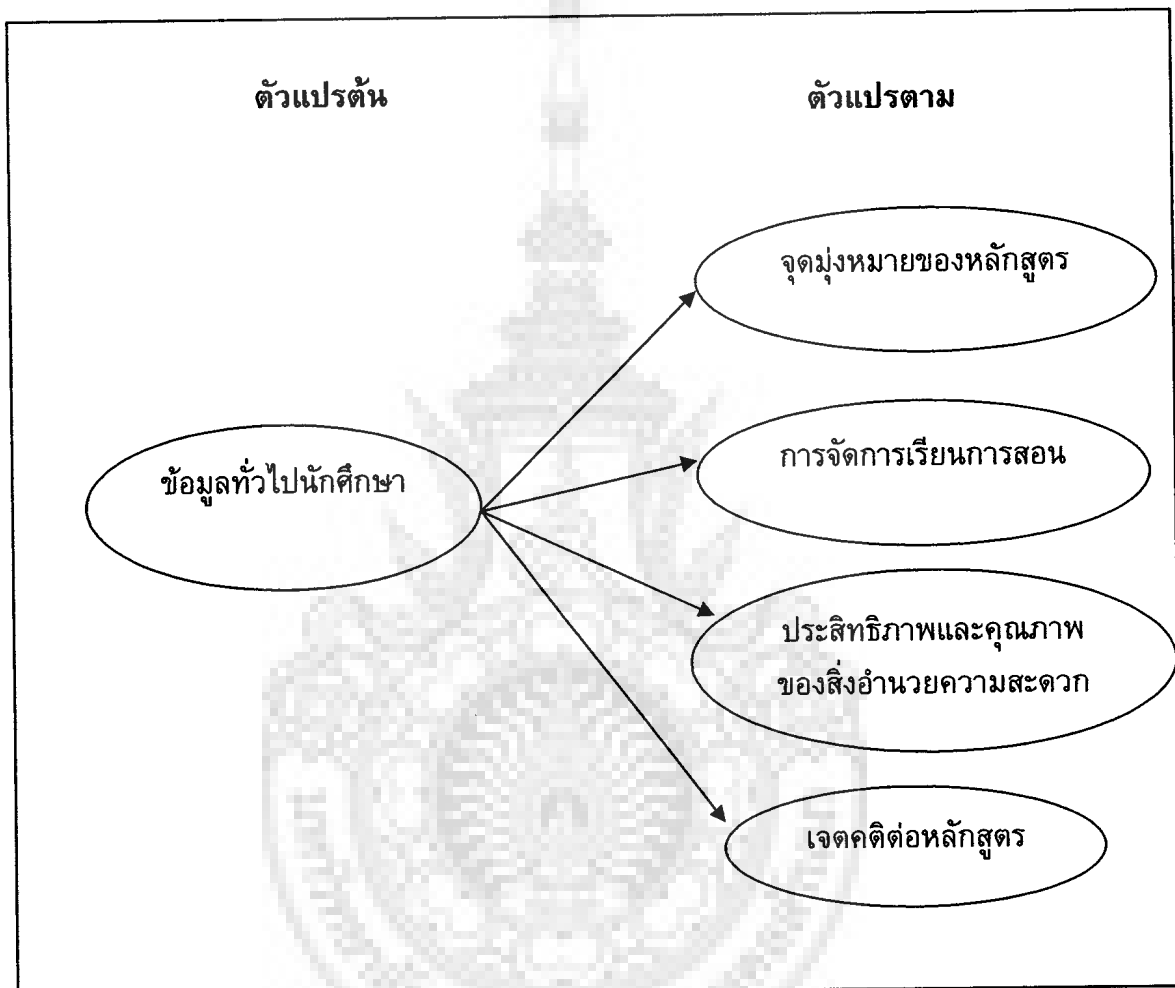 ตัวแปรต้น
ตัวแปรตาม
จุดมุ่งหมายของหลักสูตร
ข้อมูลทั่วไปนักศึกษา
การจัดการเรียนการสอน
ประสิทธิภาพและคุณภาพ
ของสิ่งอำนวยความสะดวก
เจตคติต่อหลักสูตร